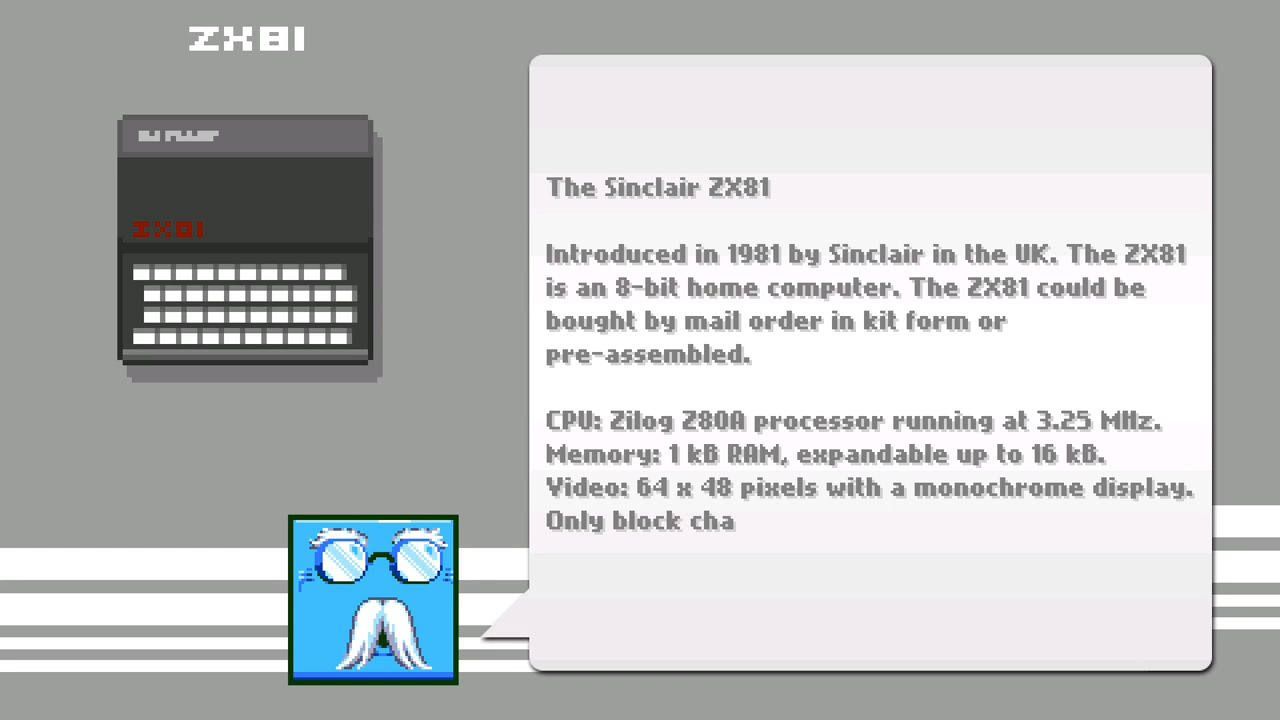 ZX81
ZX81
The Sinclair ZX81
Introduced in 1981 by Sinclair in the UK. The ZX81
is an 8-bit home computer. The ZX81 could be
bought by mail order in kit form or
pre-assembled.
CPU: Zilog Z80A processor running at 3.25 MHz.
Memory: 1 kB RAM, expandable up to 16 kB.
Video: 64 x 48 pixels with a monochrome display.
Only block cha